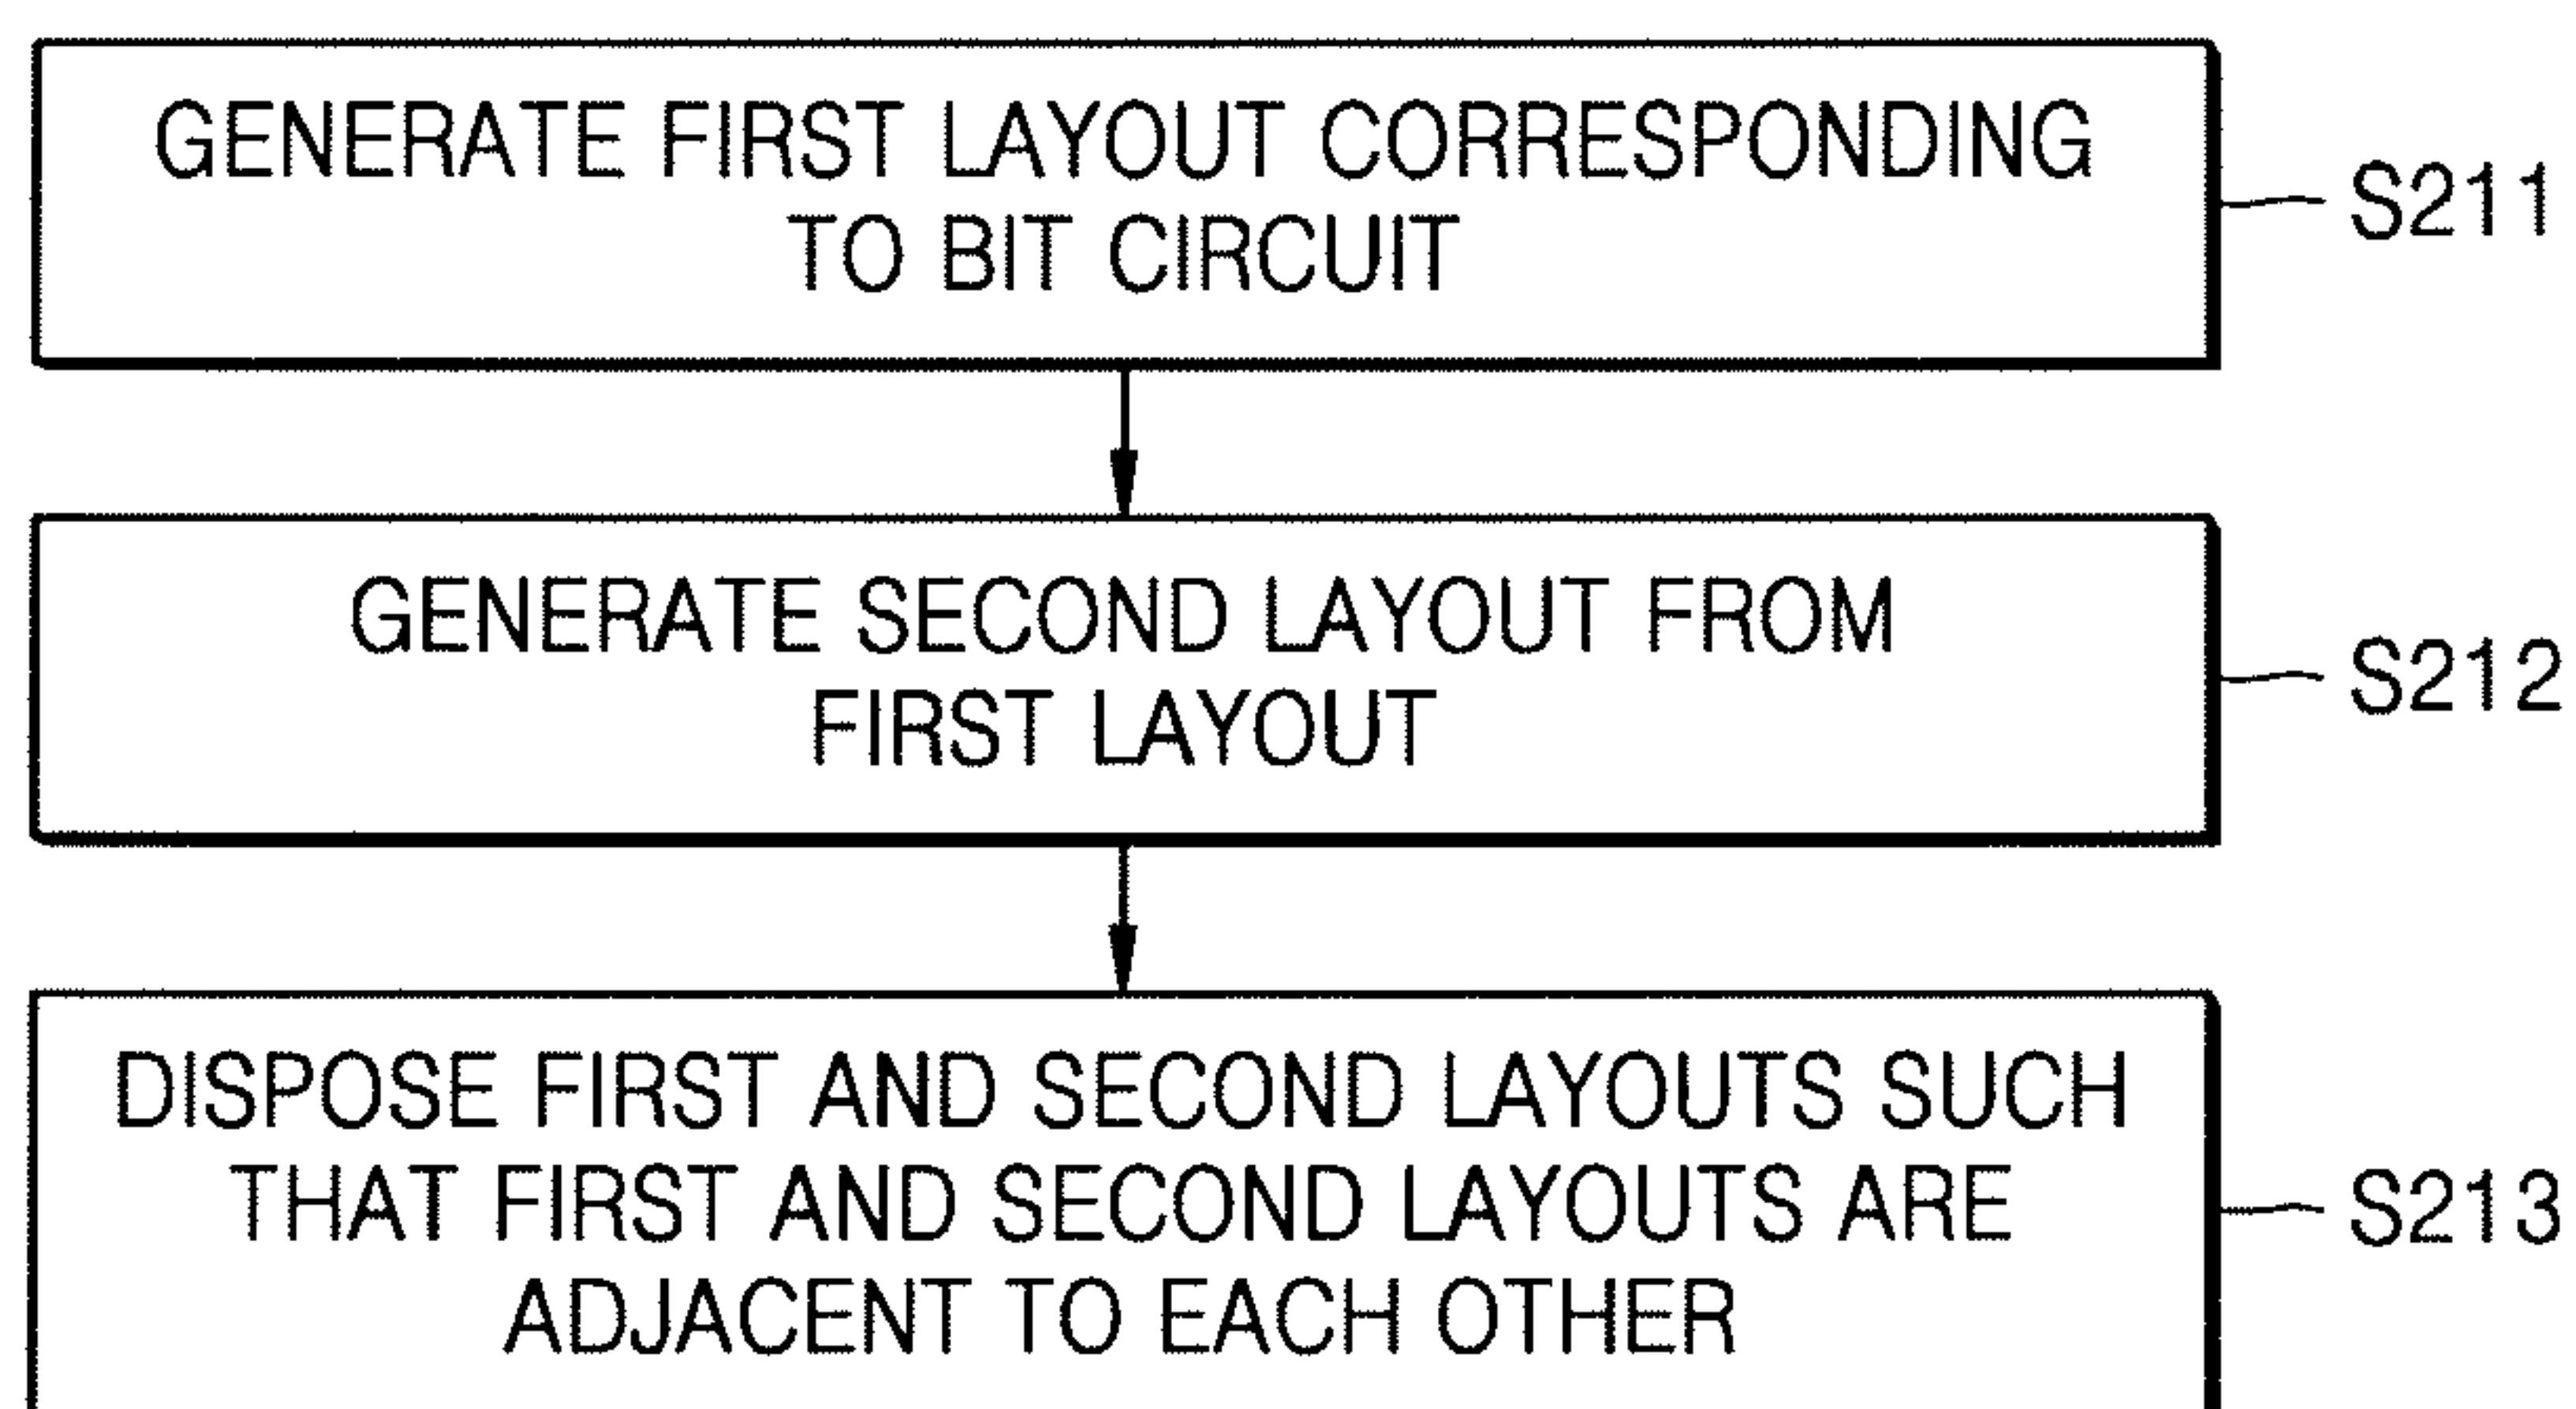 GENERATE FIRST LAYOUT CORRESPONDING
TO BIT CIRCUIT
S211
GENERATE SECOND LAYOUT FROM
FIRST LAYOUT
S212
DISPOSE FIRST AND SECOND LAYOUTS SUCH
THAT FIRST AND SECOND LAYOUTS ARE
ADJACENT TO EACH OTHER
S213